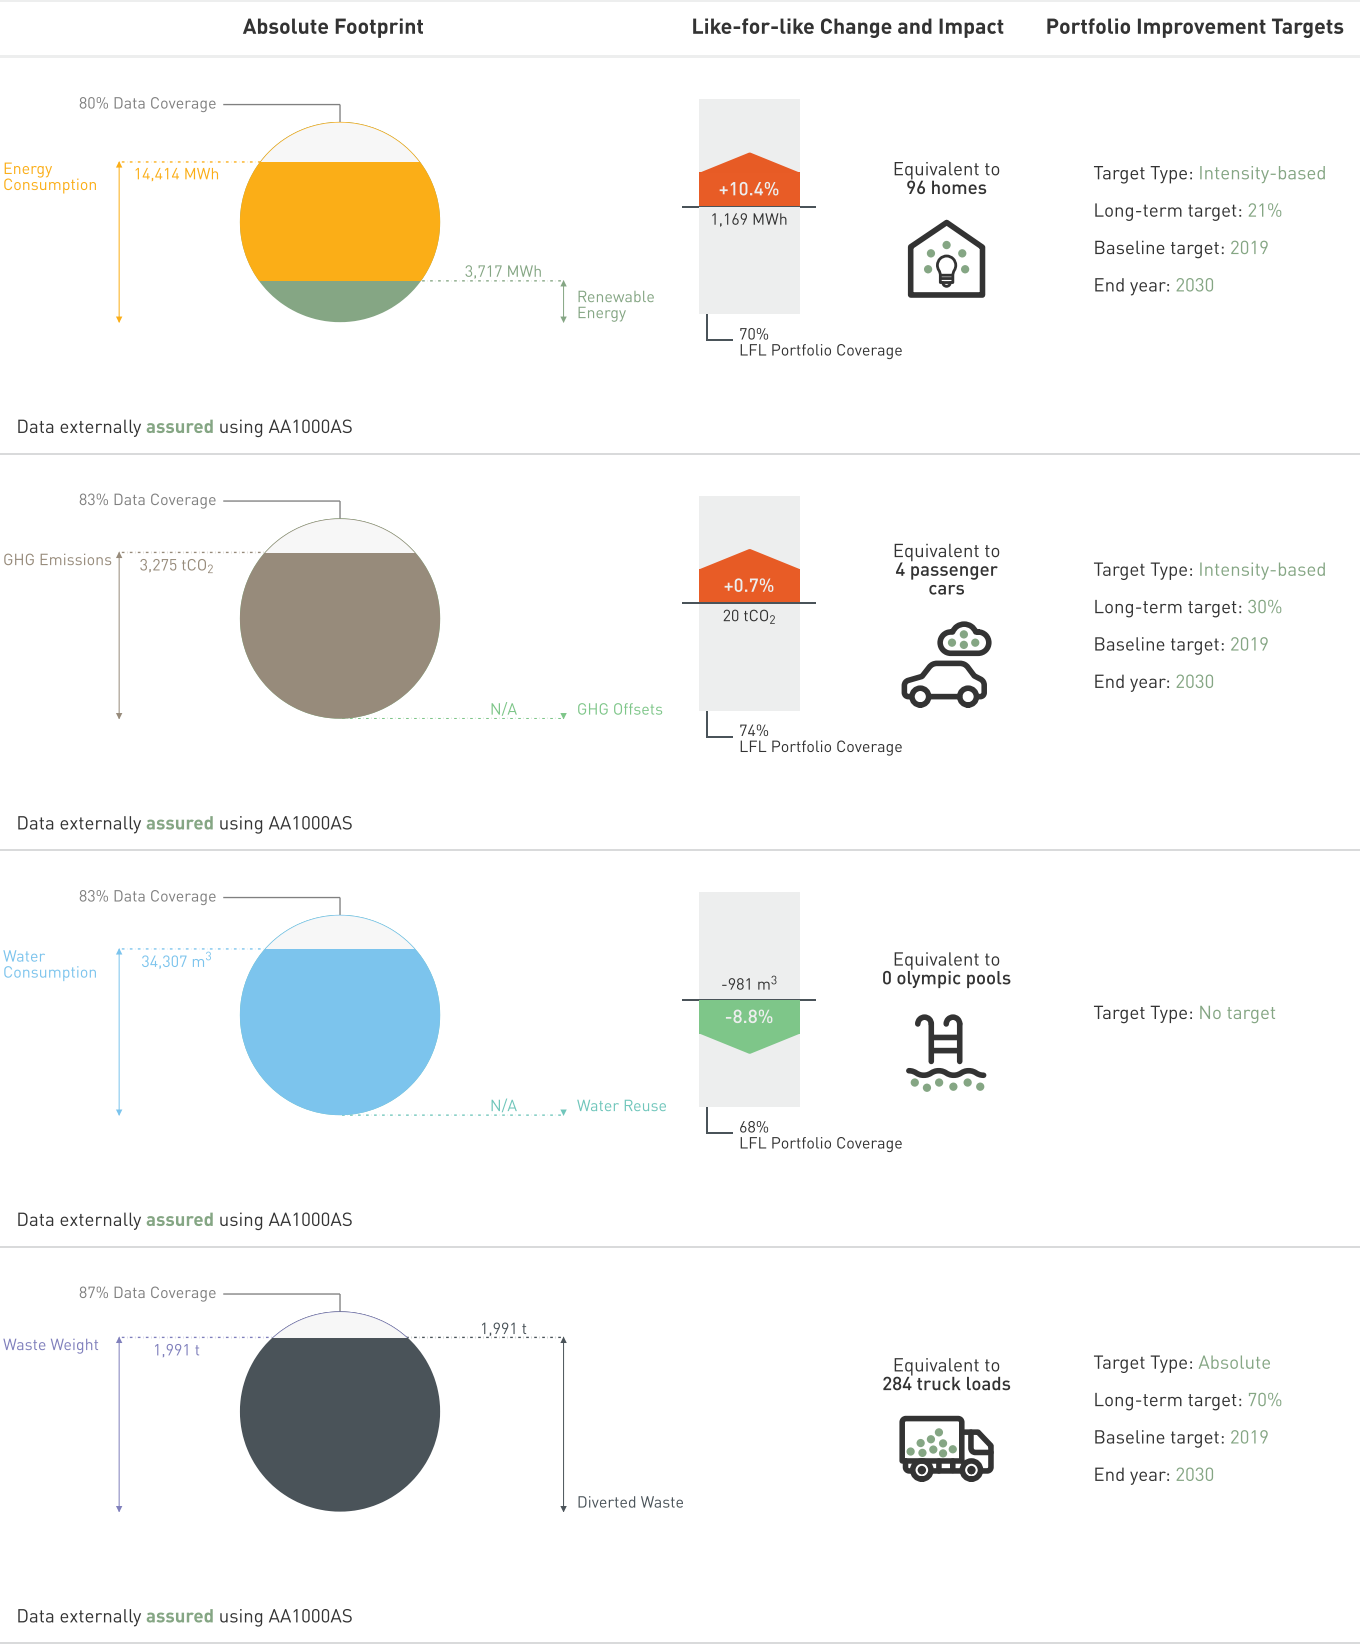 Absolute Footprint
Like-for-like Change and Impact
Portfolio Improvement Targets
80% Data Coverage
Energy
Consumption
14,414 MWh
3,717 MWh
Renewable
Energy
+10.4%
1,169 MWh
70%
LFL Portfolio Coverage
Equivalent to
96 homes
Target Type: Intensity-based
Long-term target: 21%
Baseline target: 2019
End year: 2030
Data externally assured using AA1000AS
83% Data Coverage
GHG Emissions
3,275 tCO₂
N/A
GHG Offsets
+0.7%
20 tCO₂
74%
LFL Portfolio Coverage
Equivalent to
4 passenger
cars
Target Type: Intensity-based
Long-term target: 30%
Baseline target: 2019
End year: 2030
Data externally assured using AA1000AS
83% Data Coverage
Water
Consumption
34,307 m³
N/A
Water Reuse
-981 m³
-8.8%
68%
LFL Portfolio Coverage
Equivalent to
0 olympic pools
Target Type: No target
Data externally assured using AA1000AS
87% Data Coverage
Waste Weight
1,991 t
1,991 t
Diverted Waste
Equivalent to
284 truck loads
Target Type: Absolute
Long-term target: 70%
Baseline target: 2019
End year: 2030
Data externally assured using AA1000AS